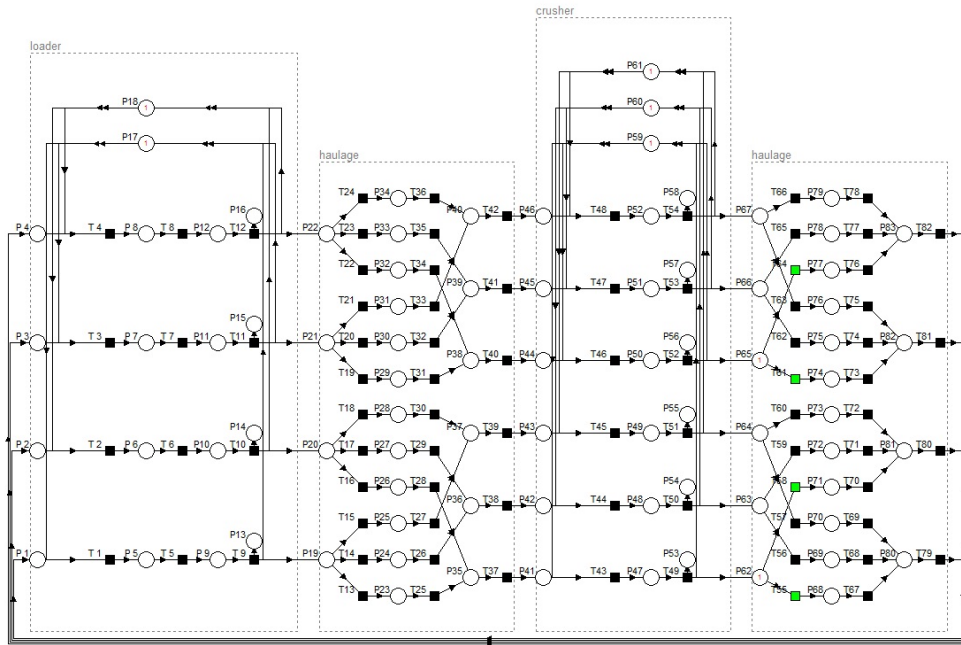 crusher
loader
P61
P18 1
P60
P17 1
P59
haulage
haulage
T24 P34 T36
P58
T66 P79 T78
P16
P40 T42 P46 T48 P52 T54 P67
P 4 T 4 P 8 T 8 P12 T12 P22 T23 P33 T35
T65 P78 T77 P83 T82
T22 P32 T34
P57
P77 T76
P39 T41 P45 T47 P51 T53 P66
T21 P31 T33
T63 P76 T75
P15
P56
P 3 T 3 P 7 T 7 P11 T11 P21 T20 P30 T32
T62 P75 T74 P82 T81
P38 T40 P44 T46 P50 T52 P65 1
T19 P29 T31
T61 P74 T73
T18 P28 T30
P55
T60 P73 T72
P14
P37 T39 P43 T45 P49 T51 P64
P 2 T 2 P 6 T 6 P10 T10 P20 T17 P27 T29
T59 P72 T71 P81 T80
T16 P26 T28
P54
P71 T70
P36 T38 P42 T44 P48 T50 P63
T15 P25 T27
T57 P70 T69
P13
P53
P 1 T 1 P 5 T 5 P 9 T 9 P19 T14 P24 T26
T56 P69 T68 P80 T79
P35 T37 P41 T43 P47 T49 P62 1
T13 P23 T25
T55 P68 T67